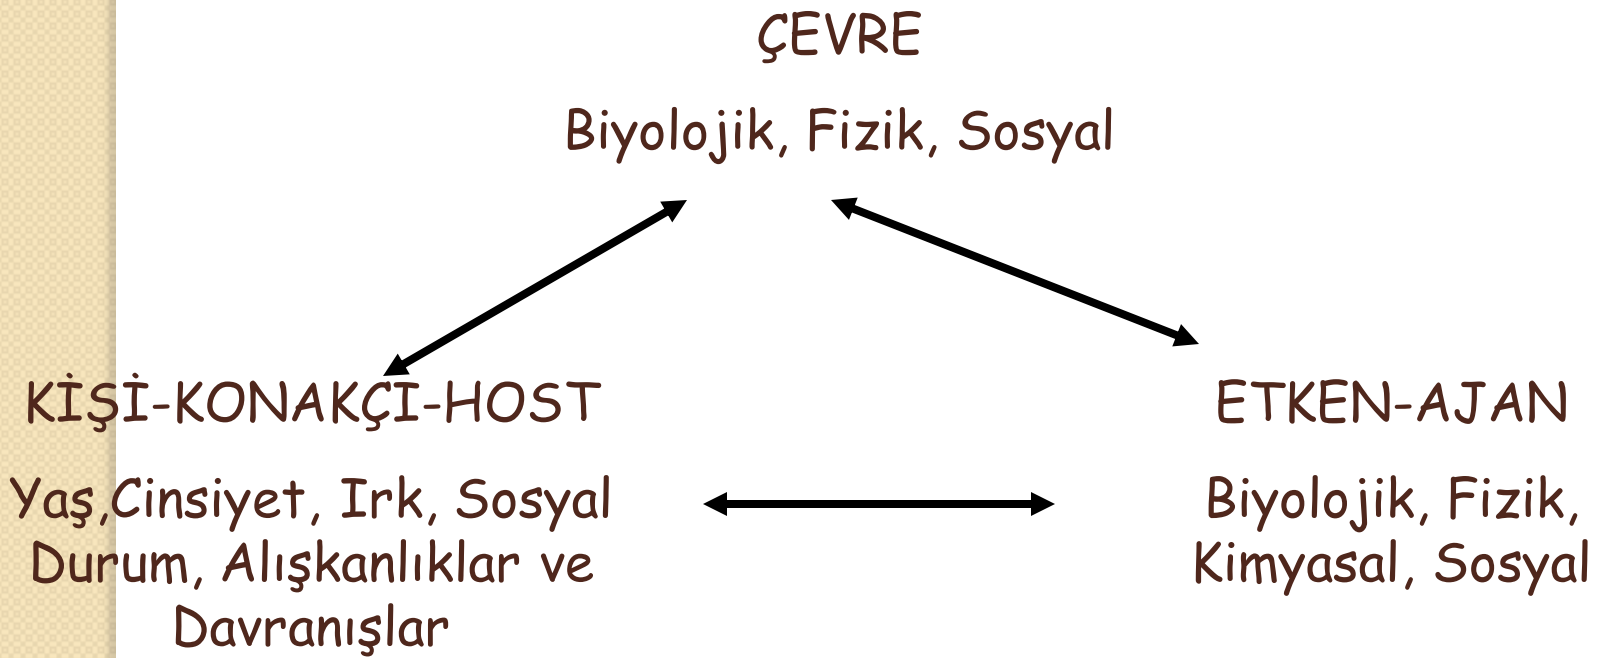 ÇEVRE
Biyolojik, Fizik, Sosyal
KİŞİ-KONAKÇI-HOST
Yaş,Cinsiyet, Irk, Sosyal
Durum, Alışkanlıklar ve
Davranışlar
ETKEN-AJAN
Biyolojik, Fizik,
Kimyasal, Sosyal